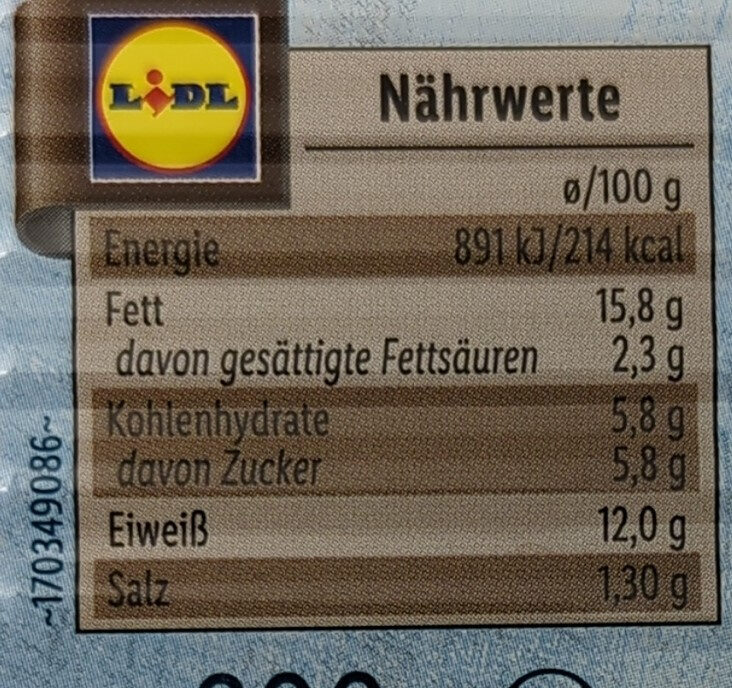 LIDL
Nährwerte
ø/100 g
Energie 891 kJ/214 kcal
Fett 15,8 g
davon gesättigte Fettsäuren 2,3 g
Kohlenhydrate 5,8 g
davon Zucker 5,8 g
Eiweiß 12,0 g
Salz 1,30 g
~170349086~